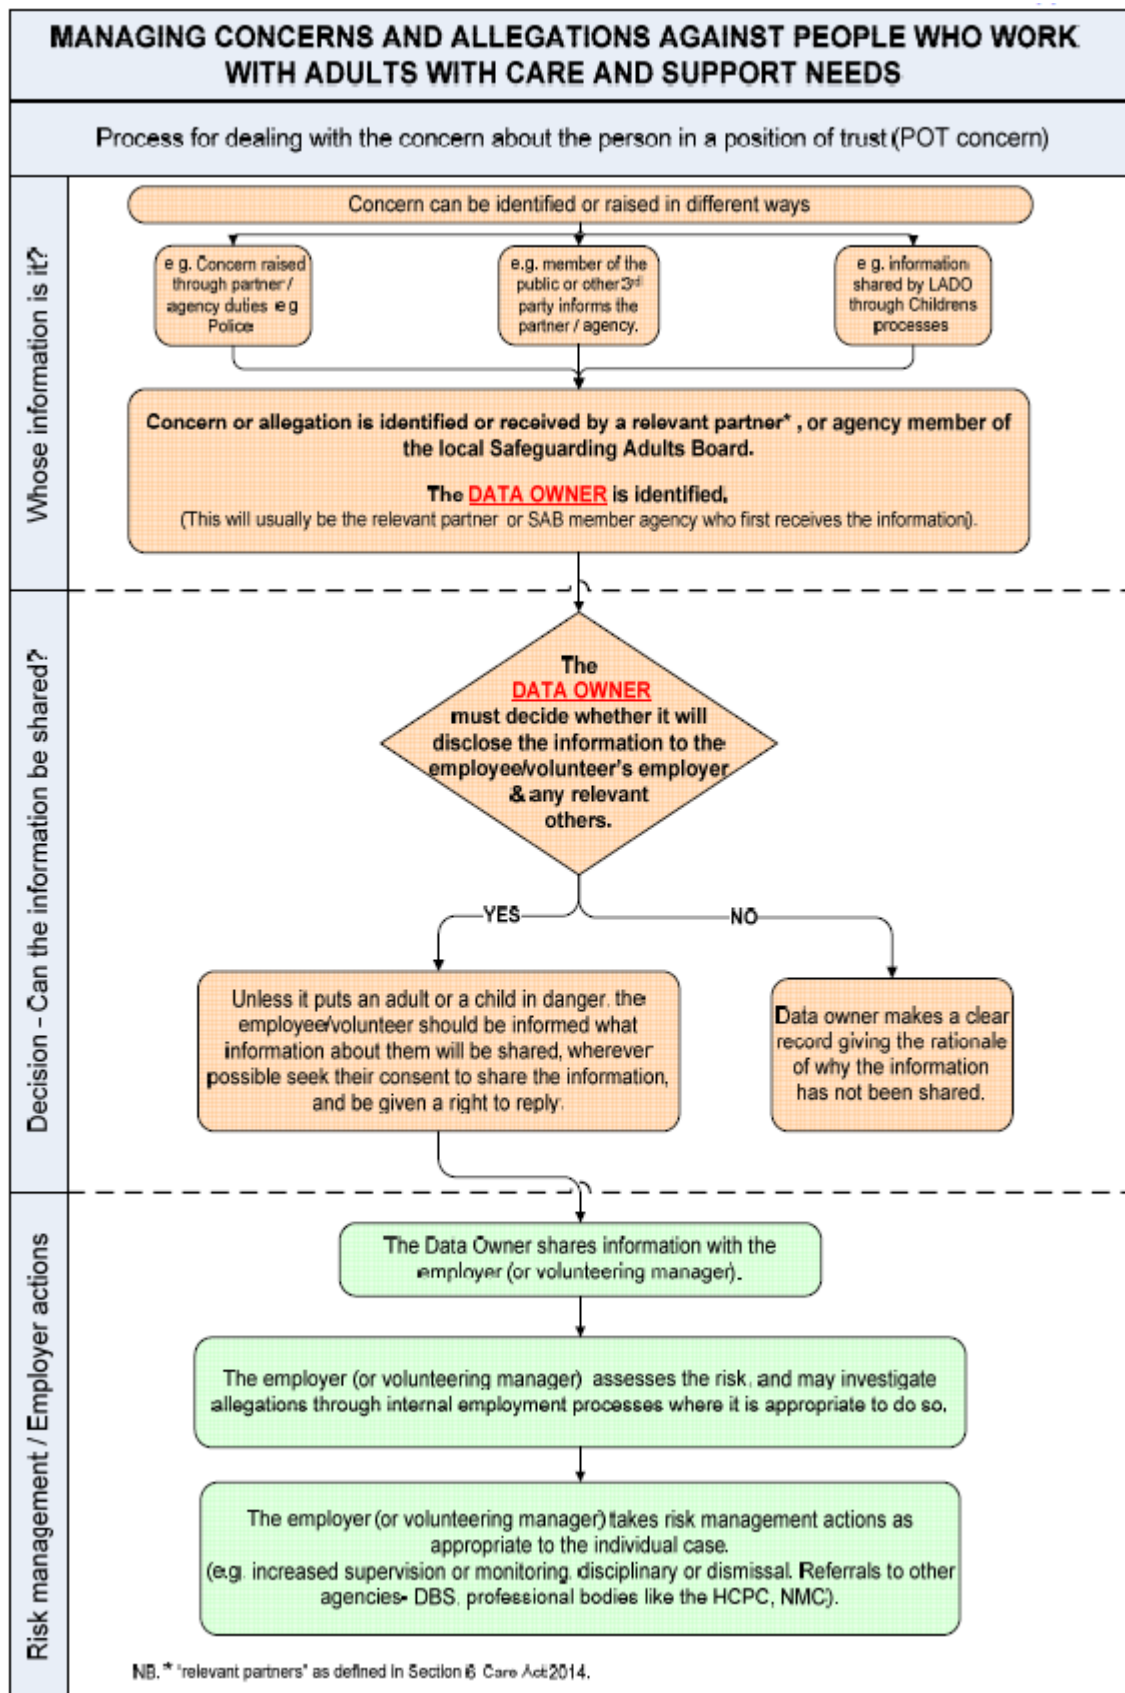 MANAGING CONCERNS AND ALLEGATIONS AGAINST PEOPLE WHO WORK
WITH ADULTS WITH CARE AND SUPPORT NEEDS
Process for dealing with the concern about the person in a position of trust (POT concern)
Whose information is it?
Concern can be identified or raised in different ways
e g. Concern raised
through partner /
agency duties e g
Police
e.g. member of the
public or other 3rd
party informs the
partner / agency.
e g. information
shared by LADO
through Childrens
processes
Concern or allegation is identified or received by a relevant partner* , or agency member of
the local Safeguarding Adults Board.
The DATA OWNER is identified.
(This will usually be the relevant partner or SAB member agency who first receives the information).
Decision - Can the information be shared?
The
DATA OWNER
must decide whether it will
disclose the information to the
employee/volunteer's employer
& any relevant
others.
YES
NO
Unless it puts an adult or a child in danger, the
employee/volunteer should be informed what
information about them will be shared, wherever
possible seek their consent to share the information,
and be given a right to reply.
Data owner makes a clear
record giving the rationale
of why the information
has not been shared.
Risk management / Employer actions
The Data Owner shares information with the
employer (or volunteering manager).
The employer (or volunteering manager) assesses the risk, and may investigate
allegations through internal employment processes where it is appropriate to do so.
The employer (or volunteering manager) takes risk management actions as
appropriate to the individual case.
(e.g. increased supervision or monitoring, disciplinary or dismissal. Referrals to other
agencies- DBS, professional bodies like the HCPC, NMC).
NB. * "relevant partners" as defined in Section 6 Care Act 2014.